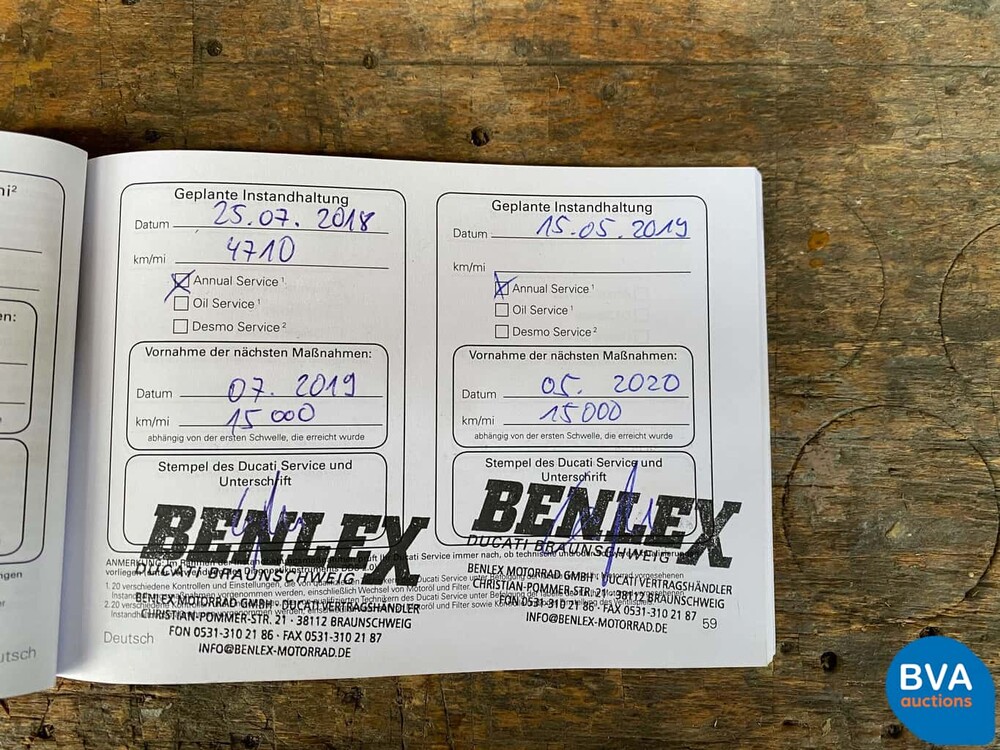 ni²
en:
ngen
utsch
Geplante Instandhaltung
Datum 25.07.2018
km/mi 4710
Annual Service ¹
Oil Service ¹
Desmo Service ²
Vornahme der nächsten Maßnahmen:
Datum 07. 2019
km/mi 15 000
abhängig von der ersten Schwelle, die erreicht wurde
Stempel des Ducati Service und
Unterschrift
BENLEX
DUCATI BRAUNSCHWEIG
BENLEX MOTORRAD GMBH · DUCATI VERTRAGSHÄNDLER
CHRISTIAN-POMMER-STR. 21 · 38112 BRAUNSCHWEIG
FON 0531-310 21 86 · FAX 0531-310 21 87
INFO@BENLEX-MOTORRAD.DE
Deutsch
Geplante Instandhaltung
Datum 15.05.2019
km/mi
Annual Service ¹
Oil Service ¹
Desmo Service ²
Vornahme der nächsten Maßnahmen:
Datum 05. 2020
km/mi 15000
abhängig von der ersten Schwelle, die erreicht wurde
Stempel des Ducati Service und
Unterschrift
BENLEX
DUCATI BRAUNSCHWEIG
BENLEX MOTORRAD GMBH · DUCATI VERTRAGSHÄNDLER
CHRISTIAN-POMMER-STR. 21 · 38112 BRAUNSCHWEIG
FON 0531-310 21 86 · FAX 0531-310 21 87
INFO@BENLEX-MOTORRAD.DE
59
BVA
auctions